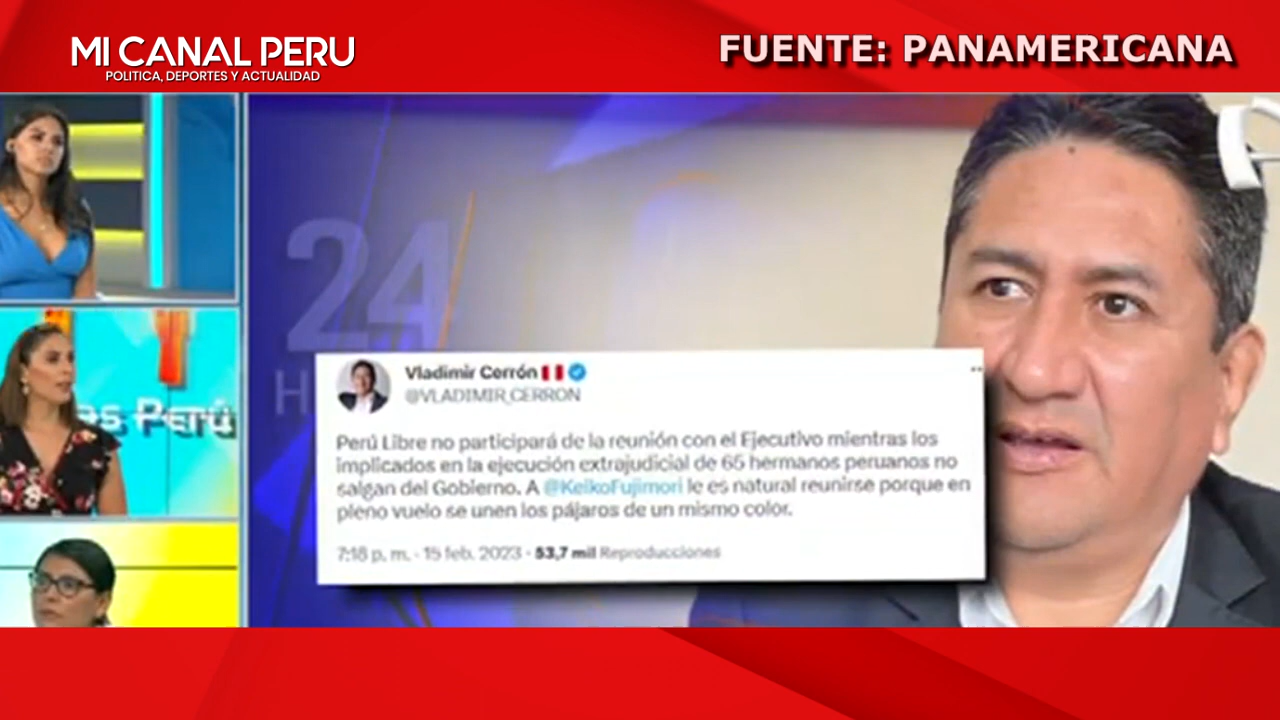 MI CANAL PERU
POLITICA, DEPORTES Y ACTUALIDAD
FUENTE: PANAMERICANA
24
H
as Perú
Vladimir Cerrón
@VLADIMIR_CERRON
Perú Libre no participará de la reunión con el Ejecutivo mientras los
implicados en la ejecución extrajudicial de 65 hermanos peruanos no
salgan del Gobierno. A @KeikoFujimori le es natural reunirse porque en
pleno vuelo se unen los pájaros de un mismo color.
7:18 p. m. · 15 feb. 2023 · 53,7 mil Reproducciones